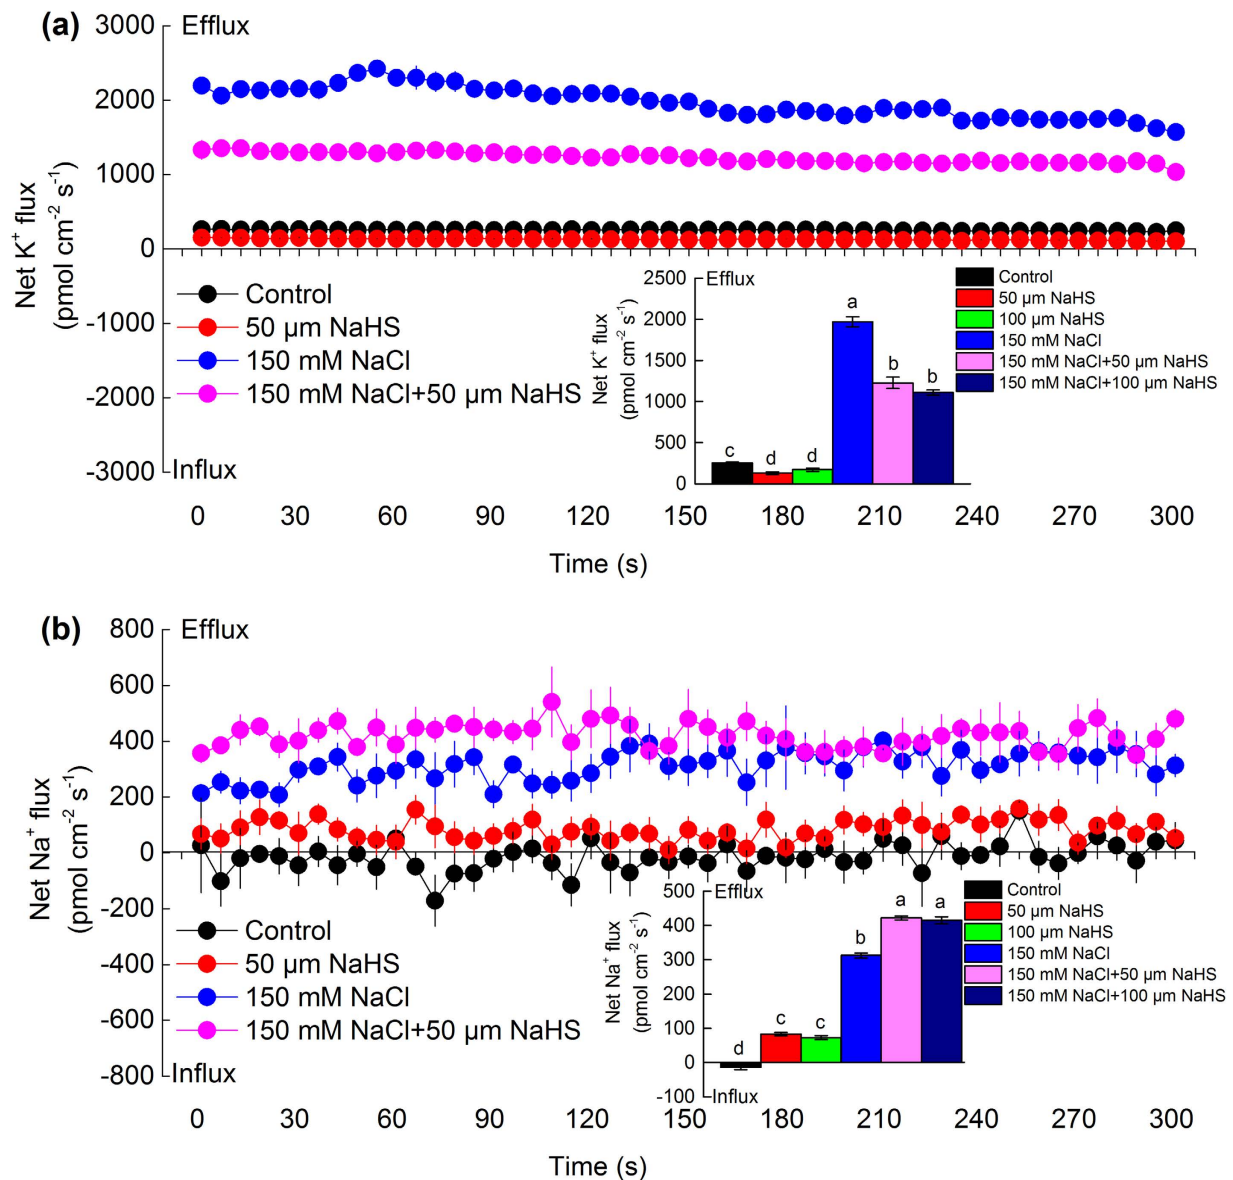 (a)
3000
Efflux
2000
1000
0
-1000
-2000
-3000
Influx
Net K⁺ flux
(pmol cm⁻² s⁻¹)
Control
50 µm NaHS
150 mM NaCl
150 mM NaCl+50 µm NaHS
2500
Efflux
2000
1500
1000
500
0
Net K⁺ flux
(pmol cm⁻² s⁻¹)
c
d
d
a
b
b
Control
50 µm NaHS
100 µm NaHS
150 mM NaCl
150 mM NaCl+50 µm NaHS
150 mM NaCl+100 µm NaHS
0 30 60 90 120 150 180 210 240 270 300
Time (s)
(b)
800
Efflux
600
400
200
0
-200
-400
-600
-800
Influx
Net Na⁺ flux
(pmol cm⁻² s⁻¹)
Control
50 µm NaHS
150 mM NaCl
150 mM NaCl+50 µm NaHS
500
Efflux
400
300
200
100
0
-100
Influx
Net Na⁺ flux
(pmol cm⁻² s⁻¹)
d
c
c
b
a
a
Control
50 µm NaHS
100 µm NaHS
150 mM NaCl
150 mM NaCl+50 µm NaHS
150 mM NaCl+100 µm NaHS
0 30 60 90 120 150 180 210 240 270 300
Time (s)